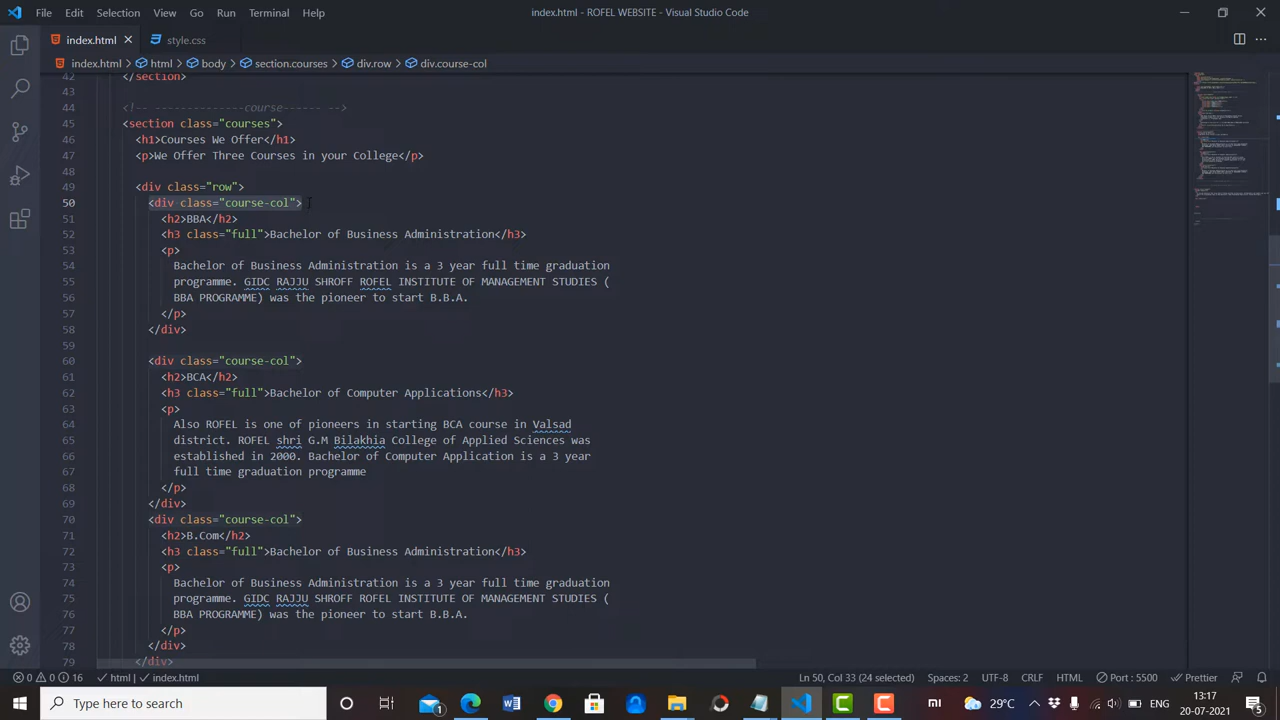 File Edit Selection View Go Run Terminal Help
index.html - ROFEL WEBSITE - Visual Studio Code
index.html
style.css
index.html > html > body > section.courses > div.row > div.course-col
42 </section>
43
44 <!-- ---------------course------ -->
45 <section class="courses">
46 <h1>Courses We Offer</h1>
47 <p>We Offer Three Courses in your College</p>
48
49 <div class="row">
50 <div class="course-col">
51 <h2>BBA</h2>
52 <h3 class="full">Bachelor of Business Administration</h3>
53 <p>
54 Bachelor of Business Administration is a 3 year full time graduation
55 programme. GIDC RAJJU SHROFF ROFEL INSTITUTE OF MANAGEMENT STUDIES (
56 BBA PROGRAMME) was the pioneer to start B.B.A.
57 </p>
58 </div>
59
60 <div class="course-col">
61 <h2>BCA</h2>
62 <h3 class="full">Bachelor of Computer Applications</h3>
63 <p>
64 Also ROFEL is one of pioneers in starting BCA course in Valsad
65 district. ROFEL shri G.M Bilakhia College of Applied Sciences was
66 established in 2000. Bachelor of Computer Application is a 3 year
67 full time graduation programme
68 </p>
69 </div>
70 <div class="course-col">
71 <h2>B.Com</h2>
72 <h3 class="full">Bachelor of Business Administration</h3>
73 <p>
74 Bachelor of Business Administration is a 3 year full time graduation
75 programme. GIDC RAJJU SHROFF ROFEL INSTITUTE OF MANAGEMENT STUDIES (
76 BBA PROGRAMME) was the pioneer to start B.B.A.
77 </p>
78 </div>
79 </div>
0 0 16 html | index.html Ln 50, Col 33 (24 selected) Spaces: 2 UTF-8 CRLF HTML Port : 5500 Prettier
Type here to search
mi 29°C 13:17
20-07-2021